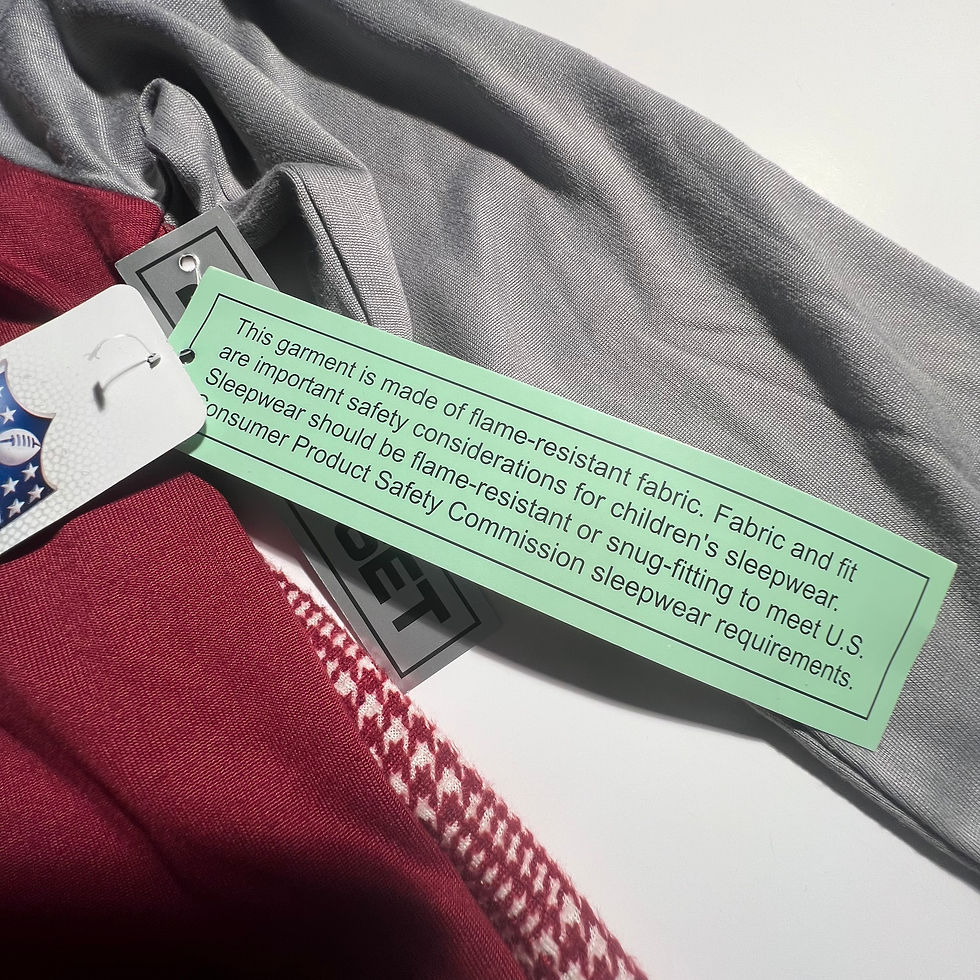 This garment is made of flame-resistant fabric. Fabric and fit
are important safety considerations for children's sleepwear.
Sleepwear should be flame-resistant or snug-fitting to meet U.S.
Consumer Product Safety Commission sleepwear requirements.
SET